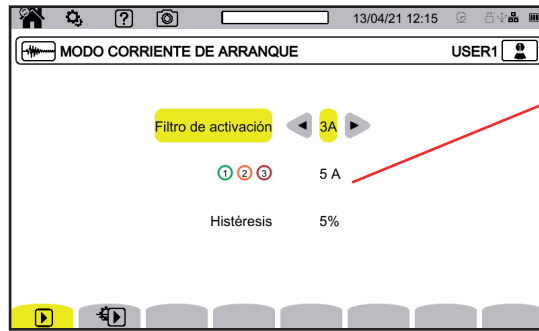 13/04/21 12:15
MODO CORRIENTE DE ARRANQUE USER1
Filtro de activación 3A
1 2 3 5 A
Histéresis 5%